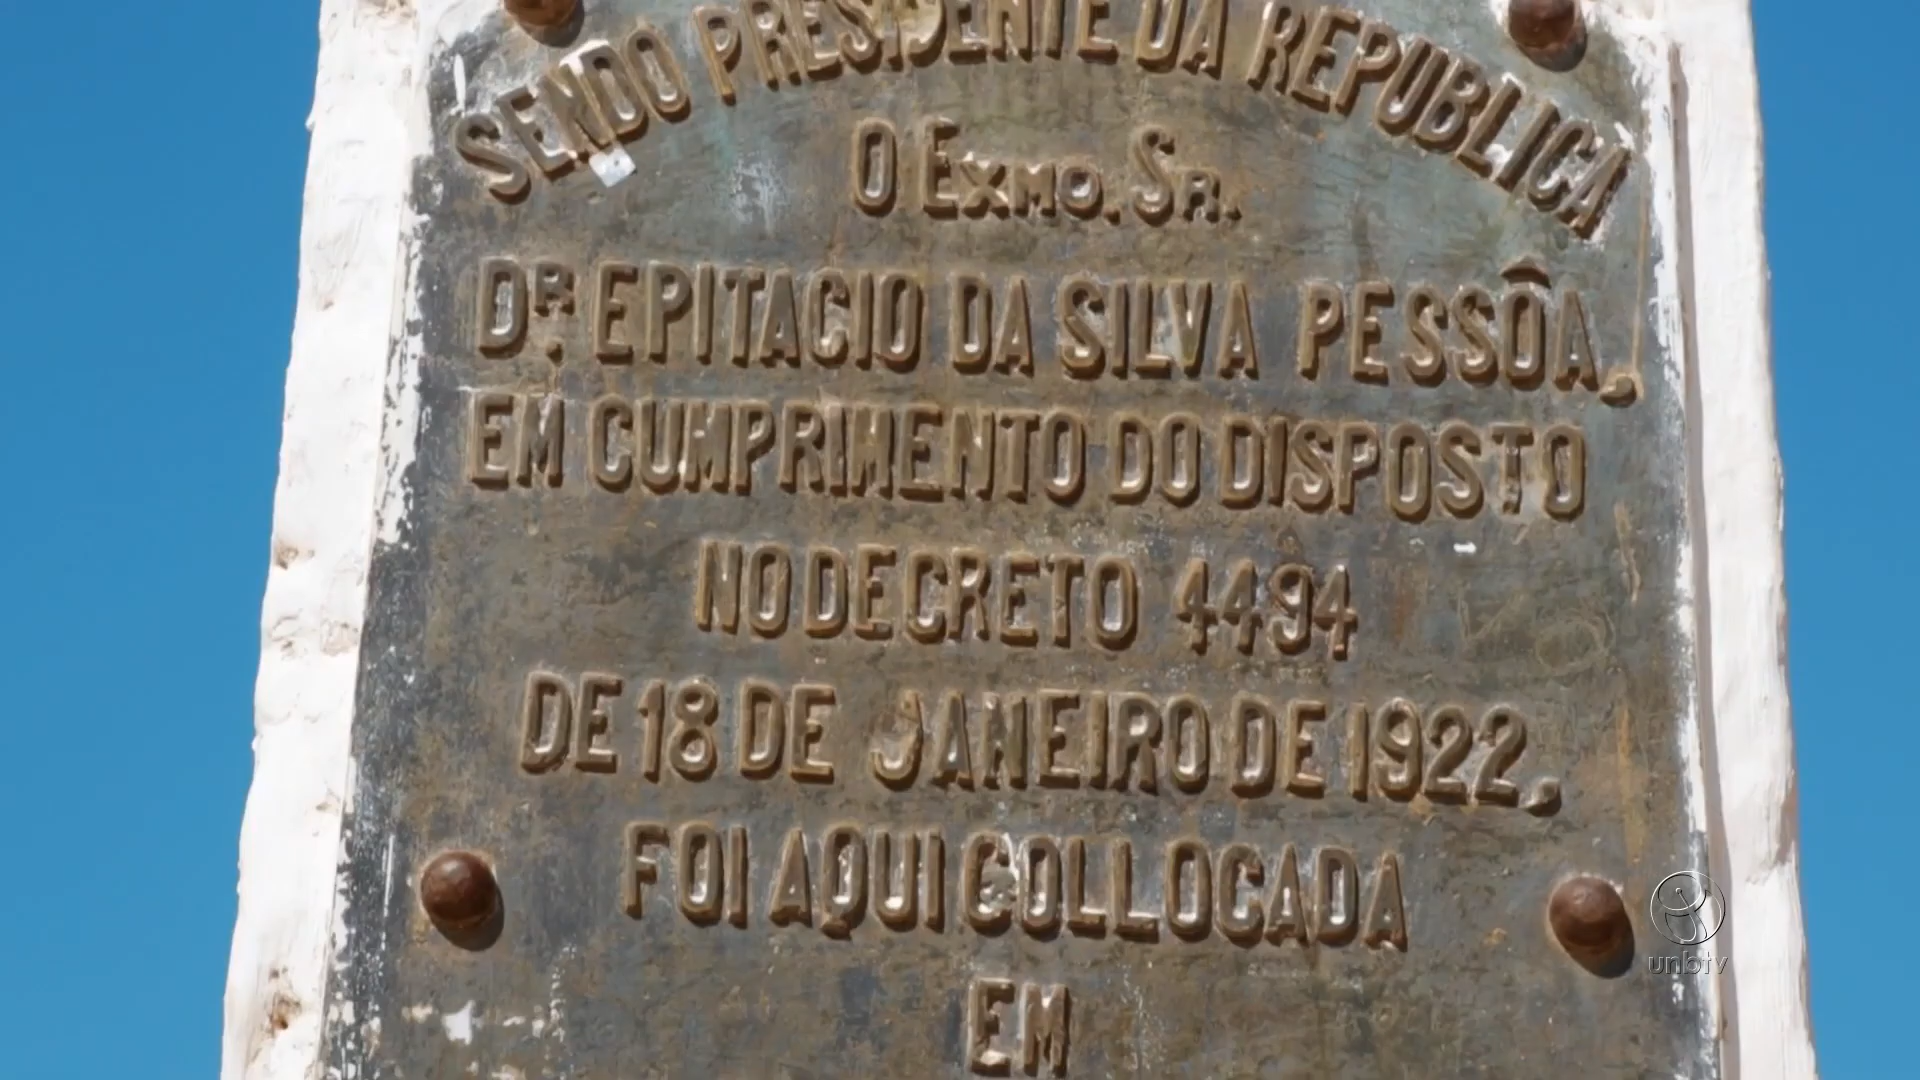 SENDO PRESIDENTE DA REPUBLICA
O EXMO. SR.
DR. EPITACIO DA SILVA PESSÔA,
EM CUMPRIMENTO DO DISPOSTO
NO DECRETO 4494
DE 18 DE JANEIRO DE 1922,
FOI AQUI COLLOCADA
EM
unbtv